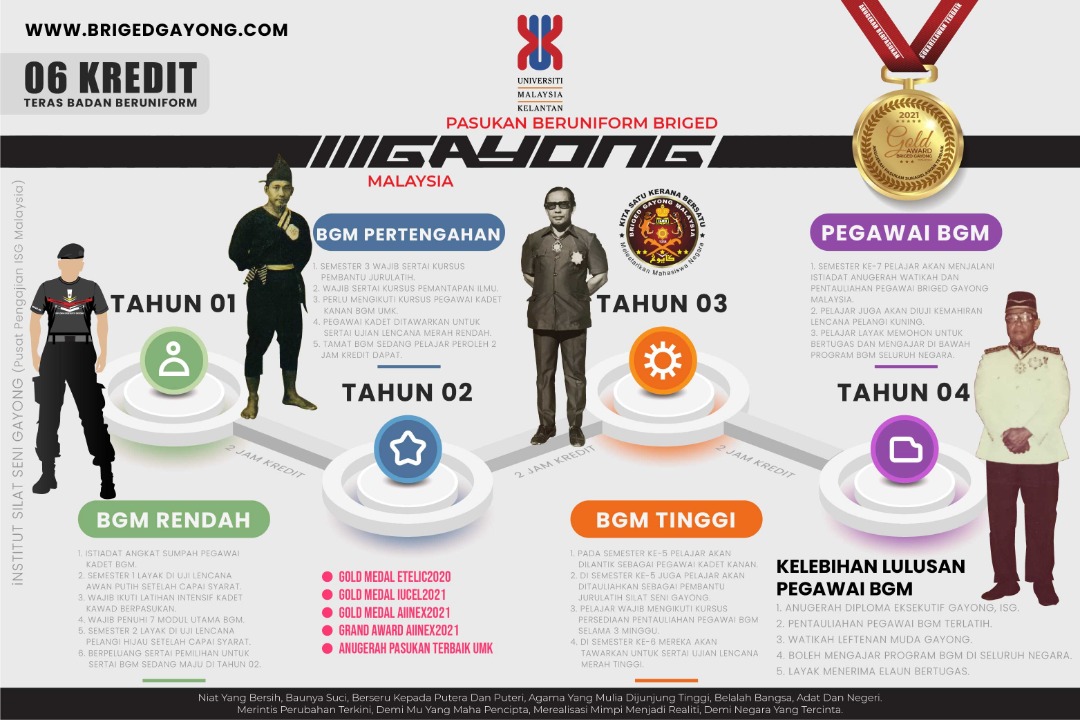 WWW.BRIGEDGAYONG.COM
06 KREDIT
TERAS BADAN BERUNIFORM
UNIVERSITI
MALAYSIA
KELANTAN
PASUKAN BERUNIFORM BRIGED
GAYONG
MALAYSIA
2021
Gold
AWARD
BRIGED GAYONG
KITA SATU KERANA BERSATU
BRIGED GAYONG MALAYSIA
Melestarikan Mahasiswa Negara
iNSTITUT SILAT SENI GAYONG (Pusat Pengajian ISG Malaysia)
TAHUN 01
BGM RENDAH
1. ISTIADAT ANGKAT SUMPAH PEGAWAI
KADET BGM.
2. SEMESTER 1 LAYAK DI UJI LENCANA
AWAN PUTIH SETELAH CAPAI SYARAT.
3. WAJIB IKUTI LATIHAN INTENSIF KADET
KAWAD BERPASUKAN.
4. WAJIB PENUHI 7 MODUL UTAMA BGM.
5. SEMESTER 2 LAYAK DI UJI LENCANA
PELANGI HIJAU SETELAH CAPAI SYARAT.
6. BERPELUANG SERTAI PEMILIHAN UNTUK
SERTAI BGM SEDANG MAJU DI TAHUN 02.
2 JAM KREDIT
BGM PERTENGAHAN
1. SEMESTER 3 WAJIB SERTAI KURSUS
PEMBANTU JURULATIH.
2. WAJIB SERTAI KURSUS PEMANTAPAN ILMU.
3. PERLU MENGIKUTI KURSUS PEGAWAI KADET
KANAN BGM UMK.
4. PEGAWAI KADET DITAWARKAN UNTUK
SERTAI UJIAN LENCANA MERAH RENDAH.
5. TAMAT BGM SEDANG PELAJAR PEROLEH 2
JAM KREDIT DAPAT.
TAHUN 02
GOLD MEDAL ETELIC2020
GOLD MEDAL IUCEL2021
GOLD MEDAL AIINEX2021
GRAND AWARD AIINEX2021
ANUGERAH PASUKAN TERBAIK UMK
2 JAM KREDIT
TAHUN 03
BGM TINGGI
1. PADA SEMESTER KE-5 PELAJAR AKAN
DILANTIK SEBAGAI PEGAWAI KADET KANAN.
2. DI SEMESTER KE-5 JUGA PELAJAR AKAN
DITAULIAHKAN SEBAGAI PEMBANTU
JURULATIH SILAT SENI GAYONG.
3. PELAJAR WAJIB MENGIKUTI KURSUS
PERSEDIAAN PENTAULIAHAN PEGAWAI BGM
SELAMA 3 MINGGU.
4. DI SEMESTER KE-6 MEREKA AKAN
TAWARKAN UNTUK SERTAI UJIAN LENCANA
MERAH TINGGI.
2 JAM KREDIT
PEGAWAI BGM
1. SEMESTER KE-7 PELAJAR AKAN MENJALANI
ISTIADAT ANUGERAH WATIKAH DAN
PENTAULIAHAN PEGAWAI BRIGED GAYONG
MALAYSIA.
2. PELAJAR JUGA AKAN DIUJI KEMAHIRAN
LENCANA PELANGI KUNING.
3. PELAJAR LAYAK MEMOHON UNTUK
BERTUGAS DAN MENGAJAR DI BAWAH
PROGRAM BGM SELURUH NEGARA.
TAHUN 04
KELEBIHAN LULUSAN
PEGAWAI BGM
1. ANUGERAH DIPLOMA EKSEKUTIF GAYONG, ISG.
2. PENTAULIAHAN PEGAWAI BGM TERLATIH.
3. WATIKAH LEFTENAN MUDA GAYONG.
4. BOLEH MENGAJAR PROGRAM BGM DI SELURUH NEGARA.
5. LAYAK MENERIMA ELAUN BERTUGAS.
Niat Yang Bersih, Baunya Suci, Berseru Kepada Putera Dan Puteri, Agama Yang Mulia Dijunjung Tinggi, Belalah Bangsa, Adat Dan Negeri.
Merintis Perubahan Terkini, Demi Mu Yang Maha Pencipta, Merealisasi Mimpi Menjadi Realiti, Demi Negara Yang Tercinta.